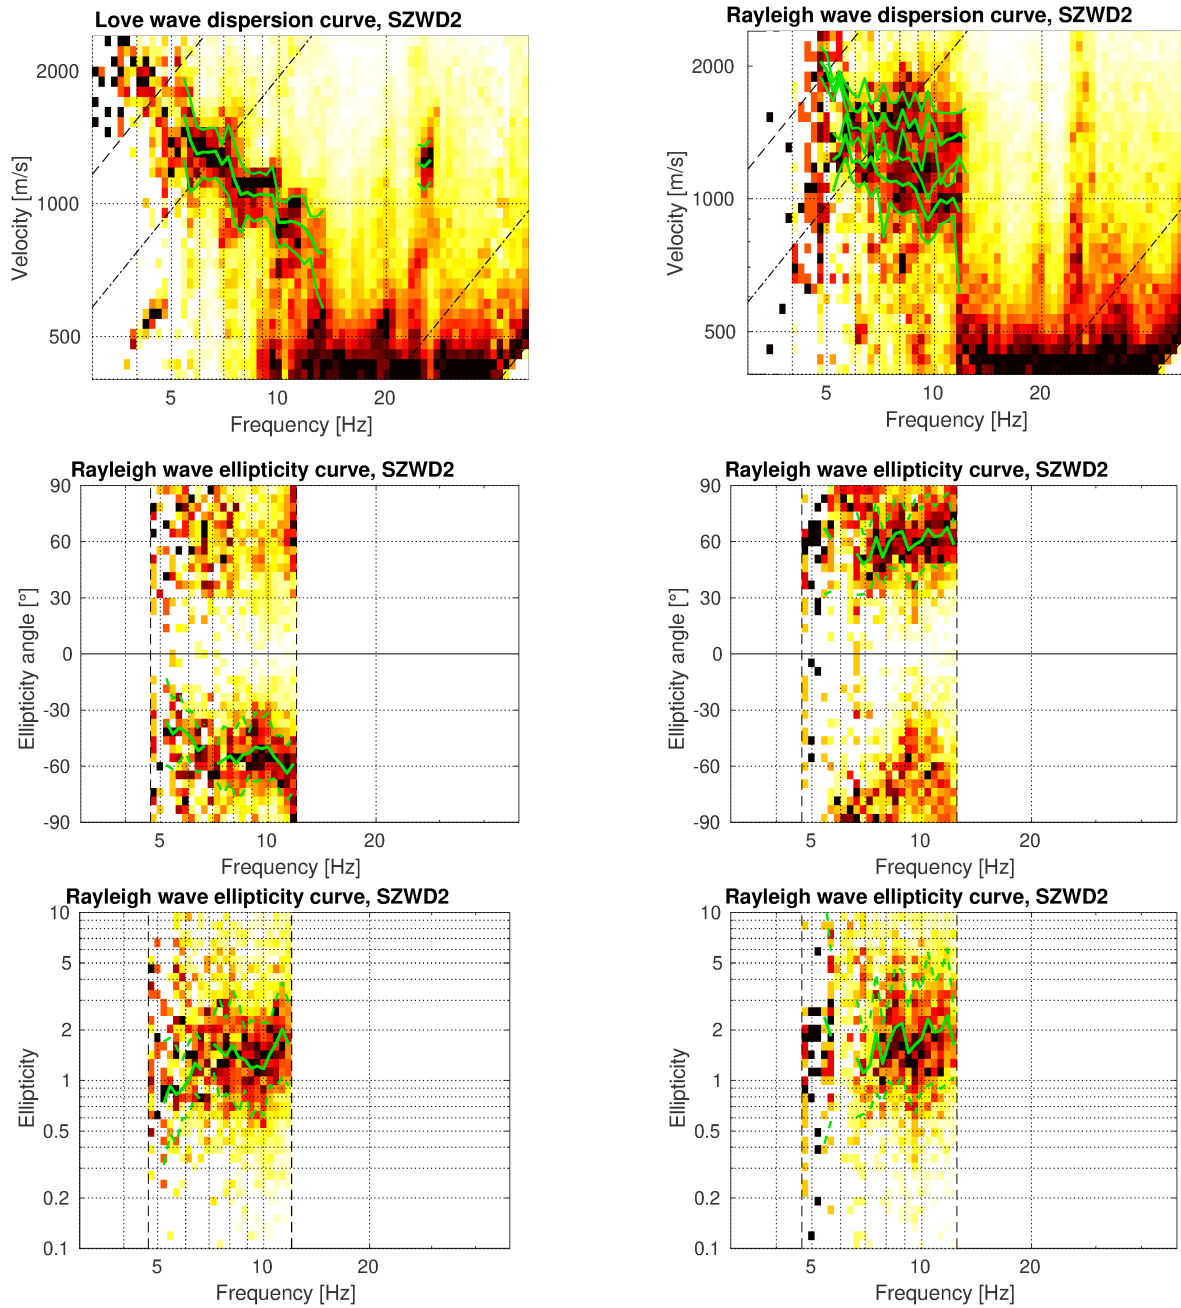 Love wave dispersion curve, SZWD2
2000
1000
500
Velocity [m/s]
5 10 20
Frequency [Hz]
Rayleigh wave dispersion curve, SZWD2
2000
1000
500
Velocity [m/s]
5 10 20
Frequency [Hz]
Rayleigh wave ellipticity curve, SZWD2
90
60
30
0
-30
-60
-90
Ellipticity angle [°]
5 10 20
Frequency [Hz]
Rayleigh wave ellipticity curve, SZWD2
90
60
30
0
-30
-60
-90
Ellipticity angle [°]
5 10 20
Frequency [Hz]
Rayleigh wave ellipticity curve, SZWD2
10
5
2
1
0.5
0.2
0.1
Ellipticity
5 10 20
Frequency [Hz]
Rayleigh wave ellipticity curve, SZWD2
10
5
2
1
0.5
0.2
0.1
Ellipticity
5 10 20
Frequency [Hz]